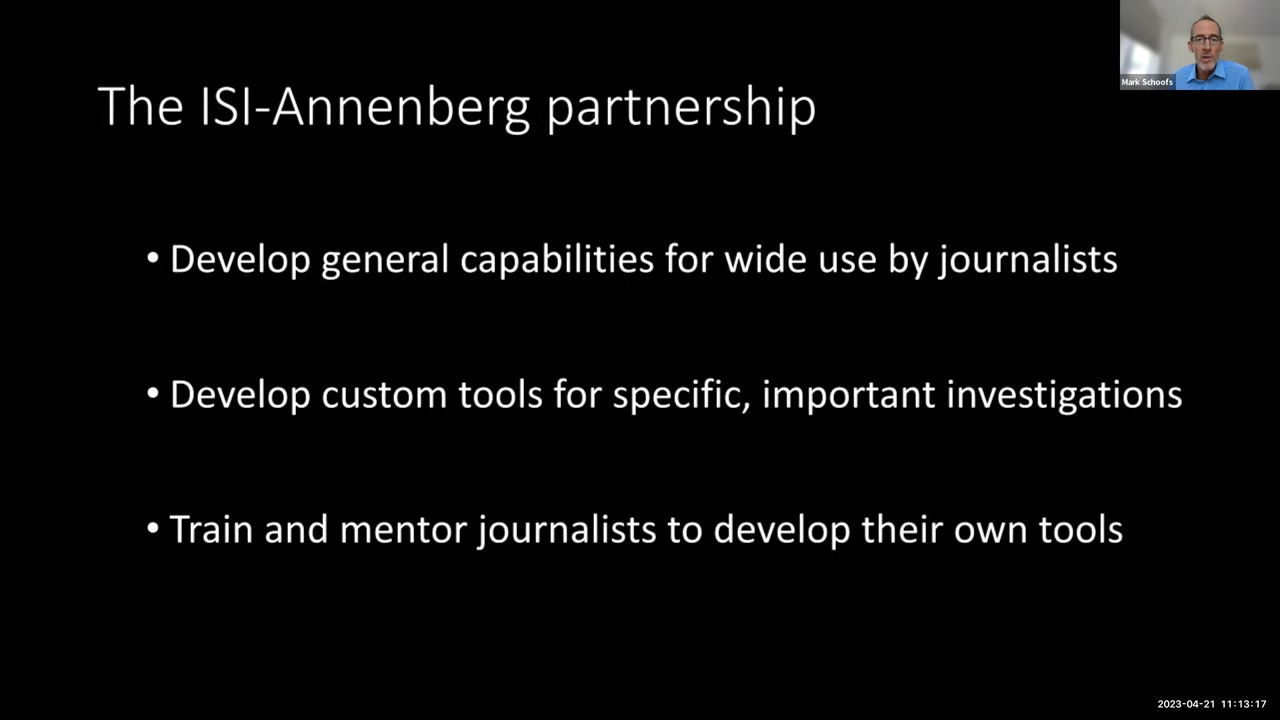 Mark Schoofs
The ISI-Annenberg partnership
• Develop general capabilities for wide use by journalists
• Develop custom tools for specific, important investigations
• Train and mentor journalists to develop their own tools
2023-04-21 11:13:17